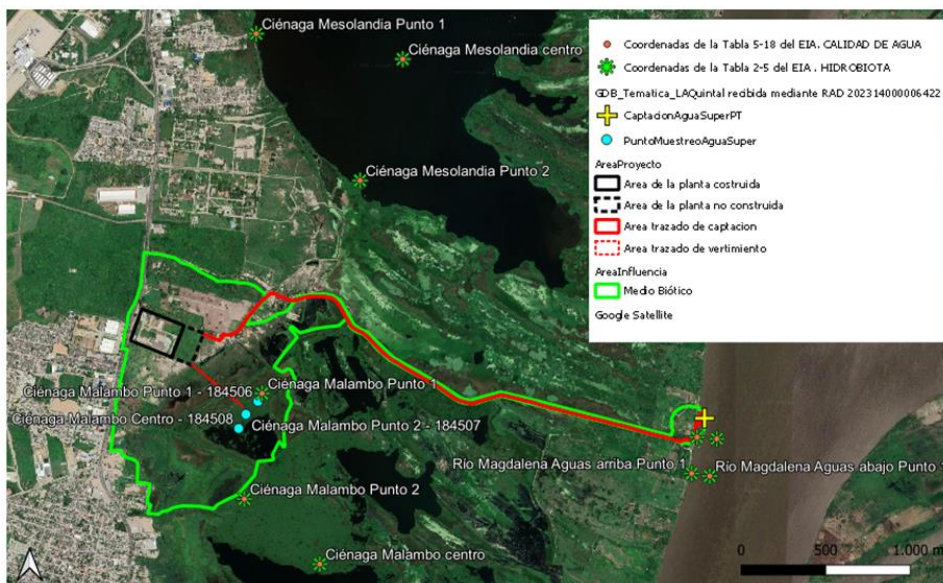 Ciénaga Mesolandia Punto 1
Ciénaga Mesolandia centro
Ciénaga Mesolandia Punto 2
Coordenadas de la Tabla 5-18 del EIA. CALIDAD DE AGUA
Coordenadas de la Tabla 2-5 del EIA . HIDROBIOTA
GDB_Tematica_LAQuintal recibida mediante RAD 202314000006422
CaptacionAguaSuperPT
PuntoMuestreoAguaSuper
AreaProyecto
Area de la planta costruida
Area de la planta no construida
Area trazado de captacion
Area trazado de vertimiento
AreaInfluencia
Medio Biótico
Google Satellite
Ciénaga Malambo Punto 1 - 184506
Ciénaga Malambo Punto 1
Ciénaga Malambo Centro - 184508
Ciénaga Malambo Punto 2 - 184507
Río Magdalena Aguas arriba Punto 1
Río Magdalena Aguas abajo Punto
Ciénaga Malambo Punto 2
Ciénaga Malambo centro
0 500 1.000 m